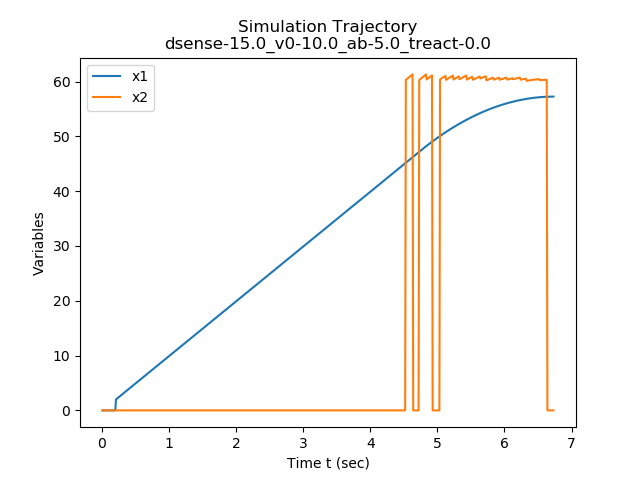 Simulation Trajectory
dsense-15.0_v0-10.0_ab-5.0_treact-0.0
x1
x2
60
50
40
30
20
10
0
Variables
0 1 2 3 4 5 6 7
Time t (sec)